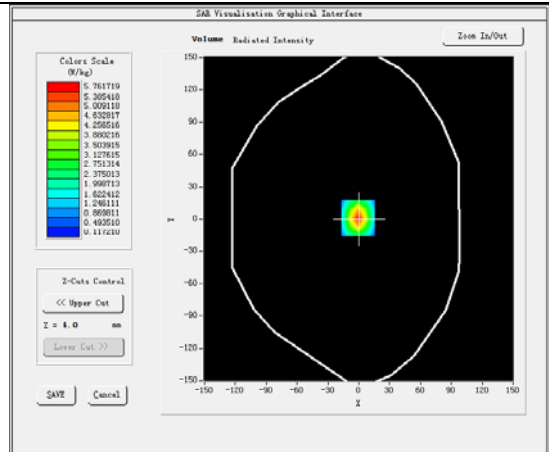 SAR Visualisation Graphical Interface
Volume Radiated Intensity
Zoom In/Out
Colors Scale
(W/kg)
5.761719
5.385418
5.009118
4.632817
4.256516
3.880216
3.503915
3.127615
2.751314
2.375013
1.998713
1.622412
1.246111
0.869811
0.493510
0.117210
Z-Cuts Control
<< Upper Cut
Z = 4.0 mm
Lower Cut >>
SAVE
Cancel
150
120
90
60
30
0
-30
-60
-90
-120
-150
Y
-150 -120 -90 -60 -30 0 30 60 90 120 150
X